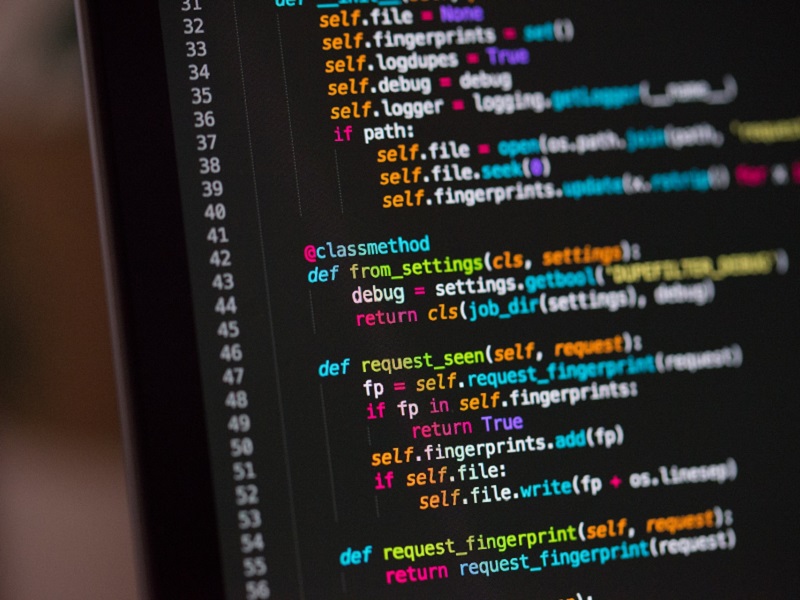 31 def __init__(
32 self.file = None
33 self.fingerprints = set()
34 self.logdupes = True
35 self.debug = debug
36 self.logger = logging.getLogger(__name__)
37 if path:
38 self.file = open(os.path.join(path,
39 self.file.seek(0)
40 self.fingerprints.update(x.rstrip() for x
41
42 @classmethod
43 def from_settings(cls, settings):
44 debug = settings.getbool('DUPEFILTER_DEBUG')
45 return cls(job_dir(settings), debug)
46
47 def request_seen(self, request):
48 fp = self.request_fingerprint(request)
49 if fp in self.fingerprints:
50 return True
51 self.fingerprints.add(fp)
52 if self.file:
53 self.file.write(fp + os.linesep)
54
55 def request_fingerprint(self, request):
56 return request_fingerprint(request)